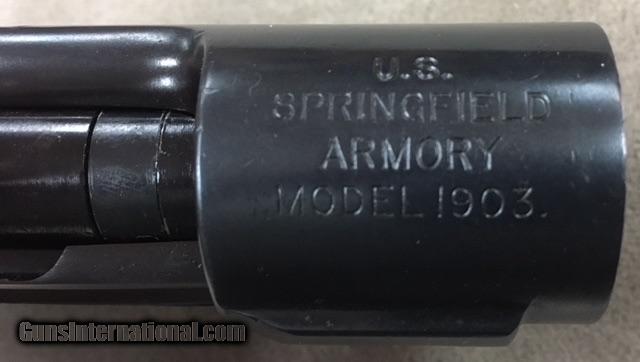 U.S.
SPRINGFIELD
ARMORY
MODEL 1903.
GunsInternational.com